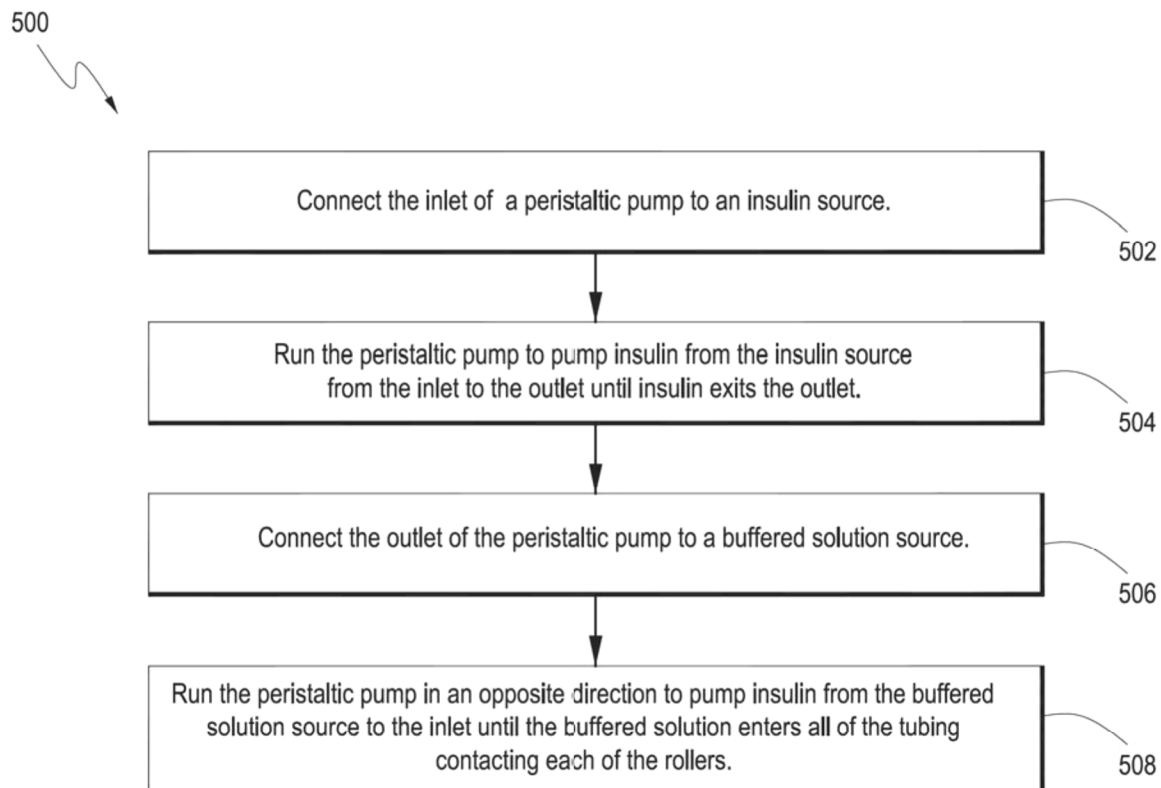 500
Connect the inlet of a peristaltic pump to an insulin source.
502
Run the peristaltic pump to pump insulin from the insulin source
from the inlet to the outlet until insulin exits the outlet.
504
Connect the outlet of the peristaltic pump to a buffered solution source.
506
Run the peristaltic pump in an opposite direction to pump insulin from the buffered
solution source to the inlet until the buffered solution enters all of the tubing
contacting each of the rollers.
508